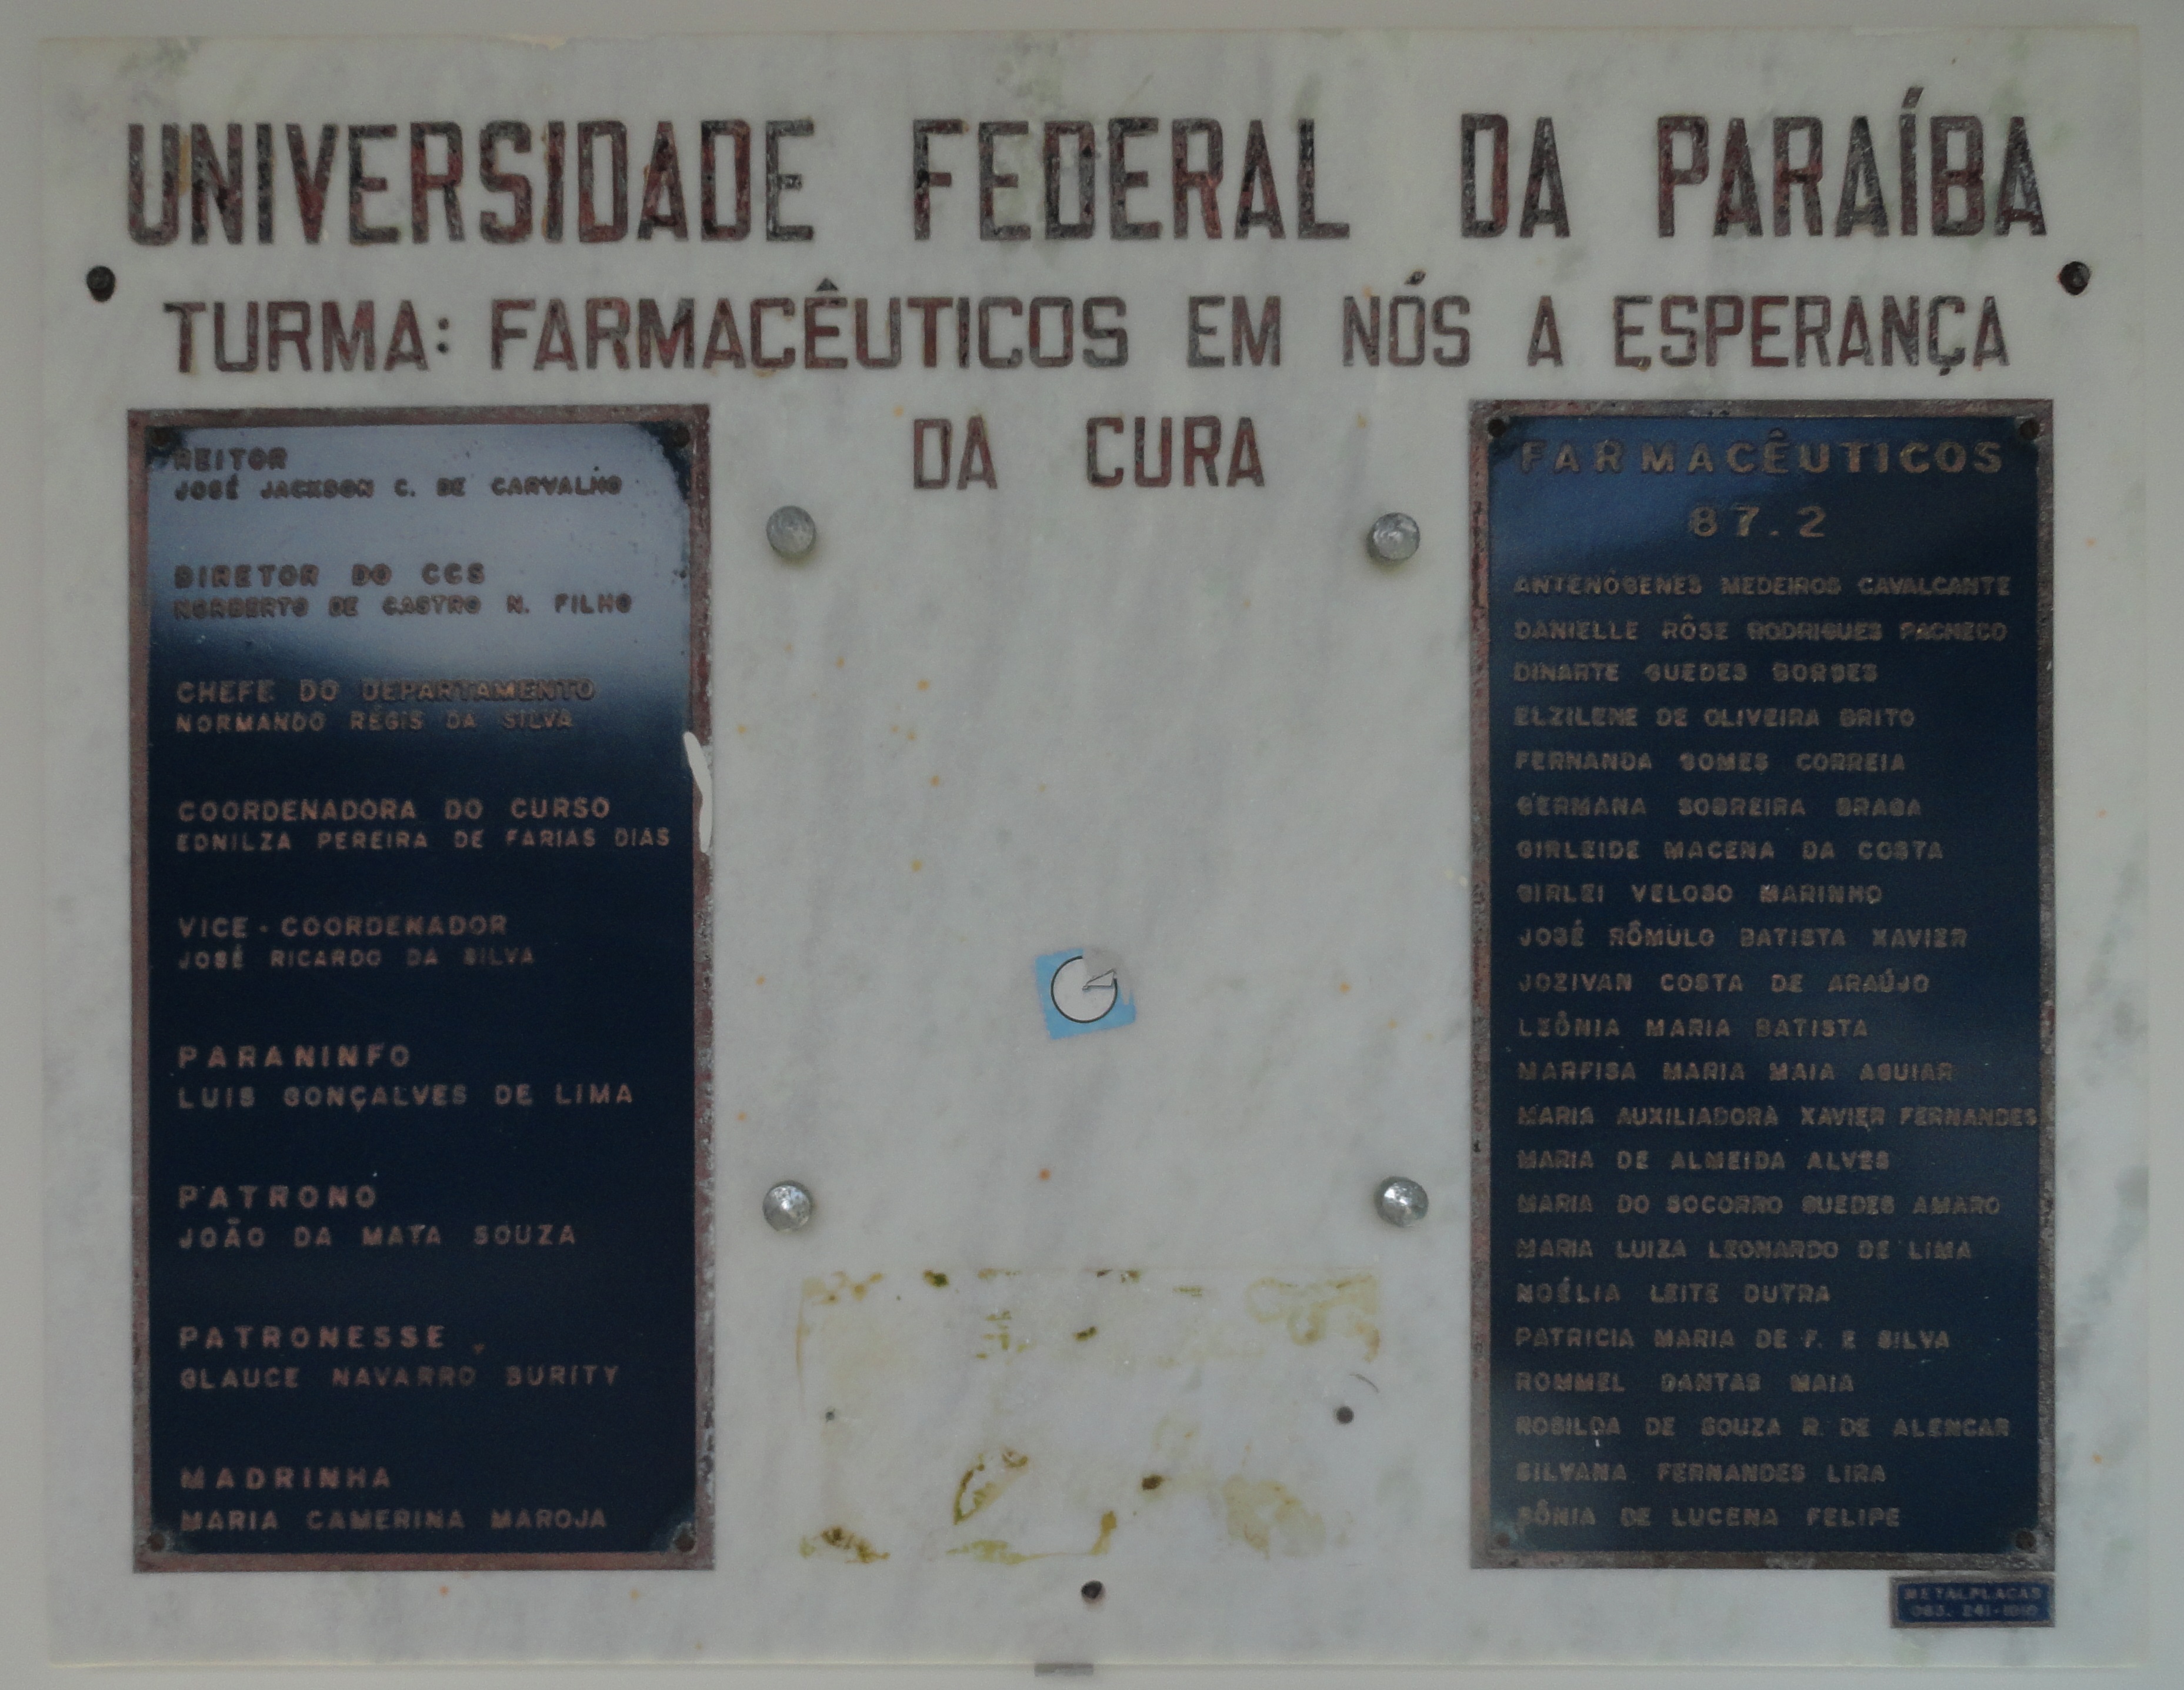 UNIVERSIDADE FEDERAL DA PARAÍBA
TURMA: FARMACÊUTICOS EM NÓS A ESPERANÇA
DA CURA
REITOR
JOSÉ JACKSON C. DE CARVALHO
DIRETOR DO CCS
NORBERTO DE CASTRO N. FILHO
CHEFE DO DEPARTAMENTO
NORMANDO RÉGIS DA SILVA
COORDENADORA DO CURSO
EDNILZA PEREIRA DE FARIAS DIAS
VICE-COORDENADOR
JOSÉ RICARDO DA SILVA
PARANINFO
LUIS GONÇALVES DE LIMA
PATRONO
JOÃO DA MATA SOUZA
PATRONESSE
GLAUCE NAVARRO BURITY
MADRINHA
MARIA CAMERINA MAROJA
FARMACÊUTICOS
87.2
ANTENÓGENES MEDEIROS CAVALCANTE
DANIELLE RÔSE RODRIGUES PACHECO
DINARTE GUEDES BORGES
ELZILENE DE OLIVEIRA BRITO
FERNANDA GOMES CORREIA
GERMANA SOBREIRA BRAGA
GIRLEIDE MACENA DA COSTA
GIRLEI VELOSO MARINHO
JOSÉ RÔMULO BATISTA XAVIER
JOZIVAN COSTA DE ARAÚJO
LEÔNIA MARIA BATISTA
MARFISA MARIA MAIA AGUIAR
MARIA AUXILIADORA XAVIER FERNANDES
MARIA DE ALMEIDA ALVES
MARIA DO SOCORRO GUEDES AMARO
MARIA LUIZA LEONARDO DE LIMA
NOÉLIA LEITE DUTRA
PATRICIA MARIA DE F. E SILVA
ROMMEL DANTAS MAIA
ROSILDA DE SOUZA R. DE ALENCAR
SILVANA FERNANDES LIRA
SÔNIA DE LUCENA FELIPE
METALPLACAS
083. 241-